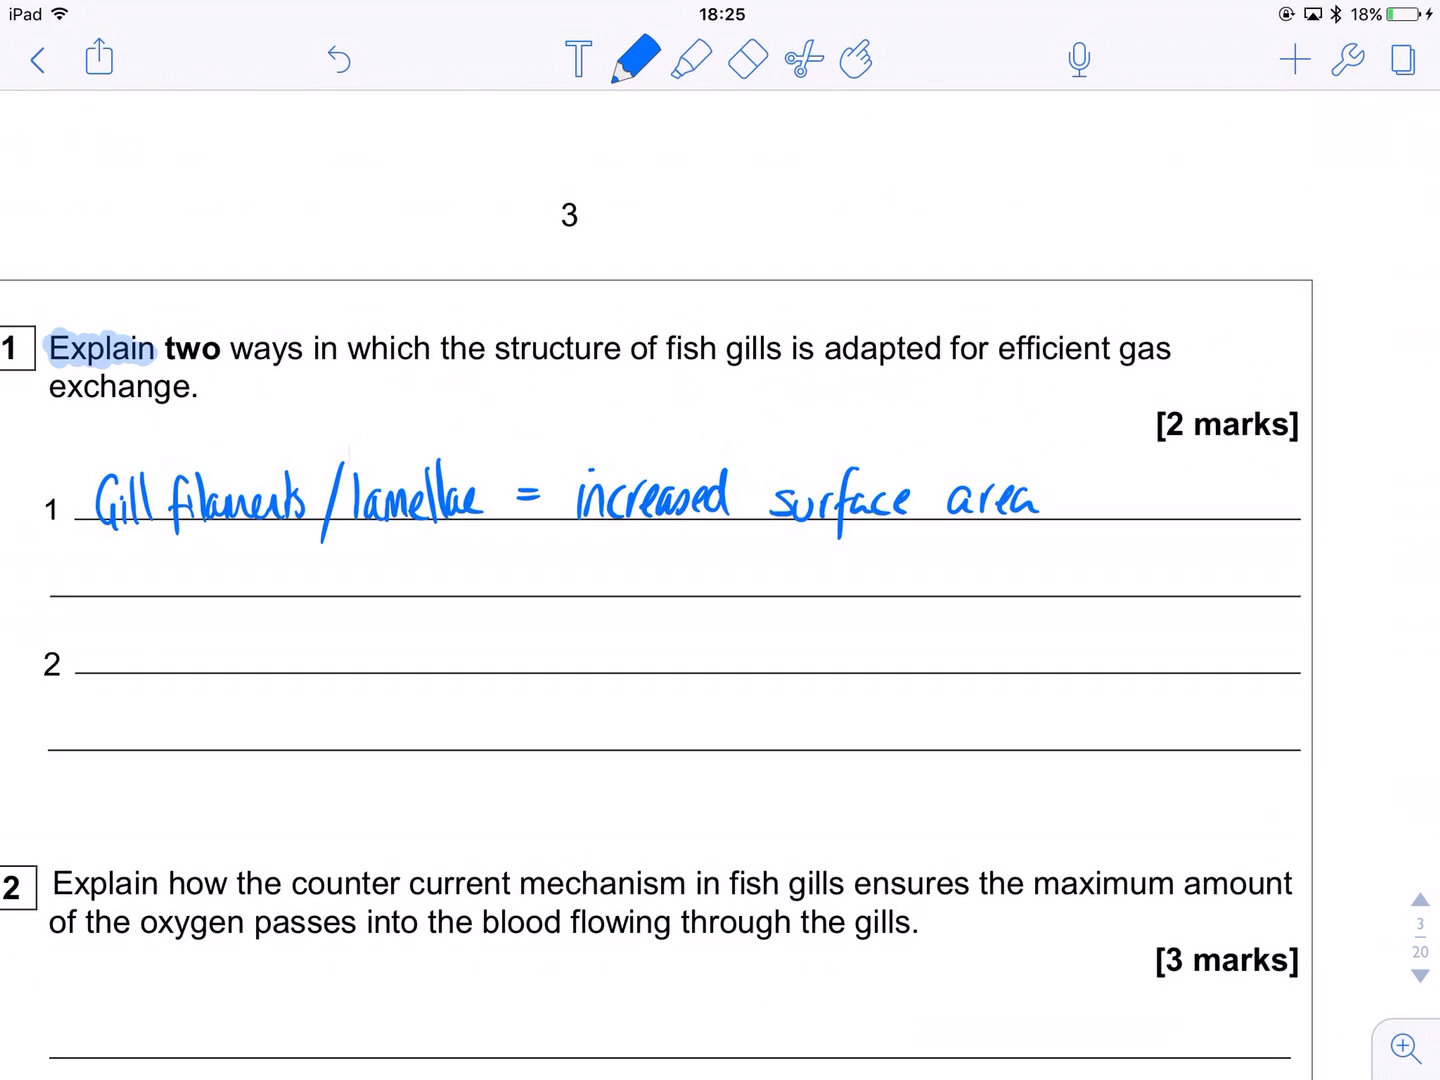 iPad 18:25 18%
T
3
1 Explain two ways in which the structure of fish gills is adapted for efficient gas
exchange.
[2 marks]
1 Gill filaments / lamellae = increased surface area
2
2 Explain how the counter current mechanism in fish gills ensures the maximum amount
of the oxygen passes into the blood flowing through the gills.
[3 marks]
3
20